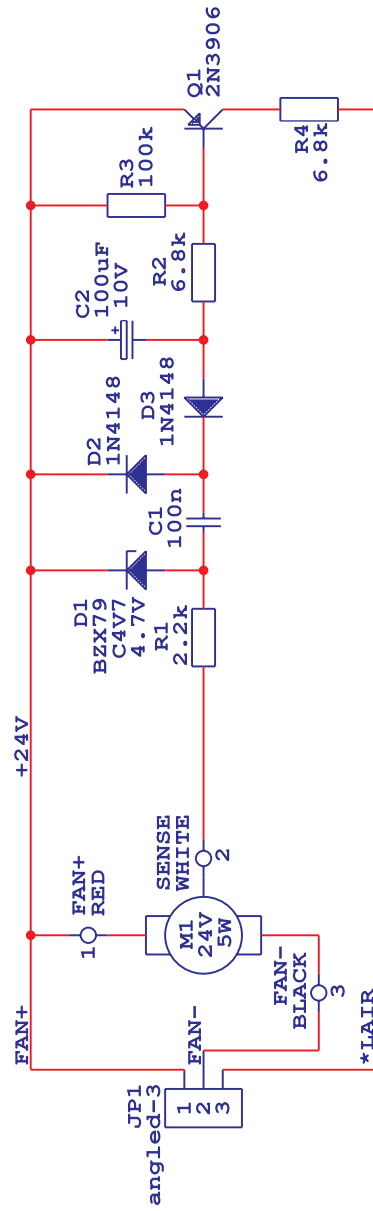 JP1
angled-3
1
2
3
FAN+
FAN-
*LAIR
FAN+
RED
1
M1
24V
5W
FAN-
BLACK
3
SENSE
WHITE
2
+24V
D1
BZX79
C4V7
4.7V
R1
2.2k
C1
100n
D2
1N4148
D3
1N4148
C2
100uF
10V
+
R2
6.8k
R3
100k
Q1
2N3906
R4
6.8k